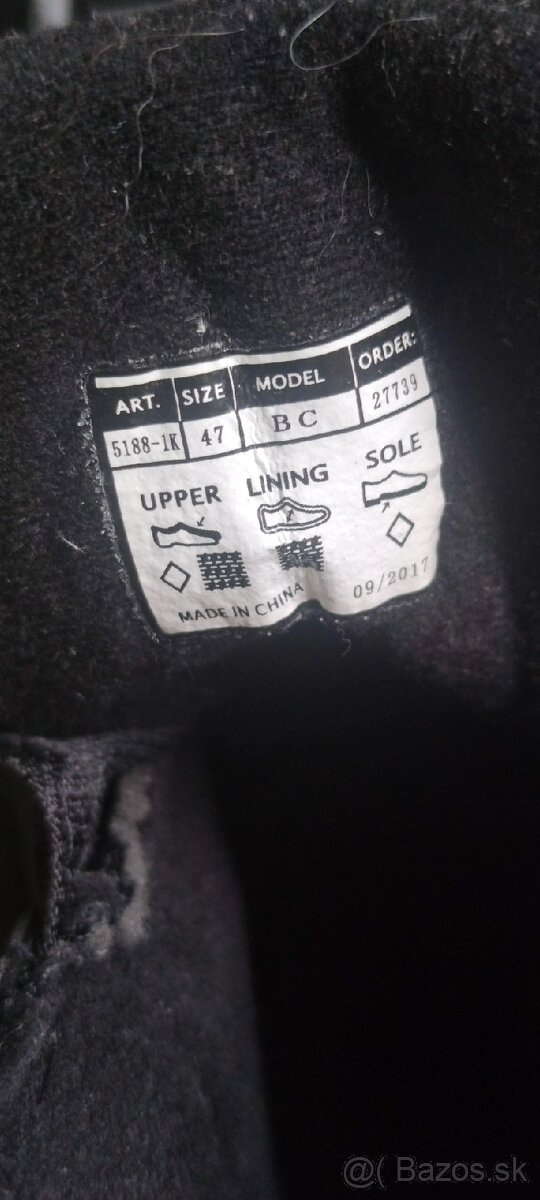 ART. SIZE MODEL ORDER:
5188-1K 47 BC 27739
UPPER LINING SOLE
MADE IN CHINA 09/2017
@( Bazos.sk